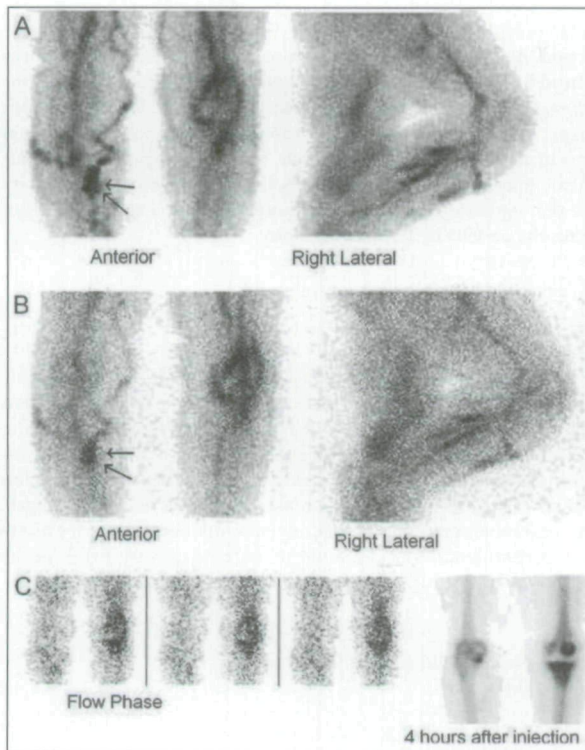 A
Anterior
Right Lateral
B
Anterior
Right Lateral
C
Flow Phase
4 hours after injection